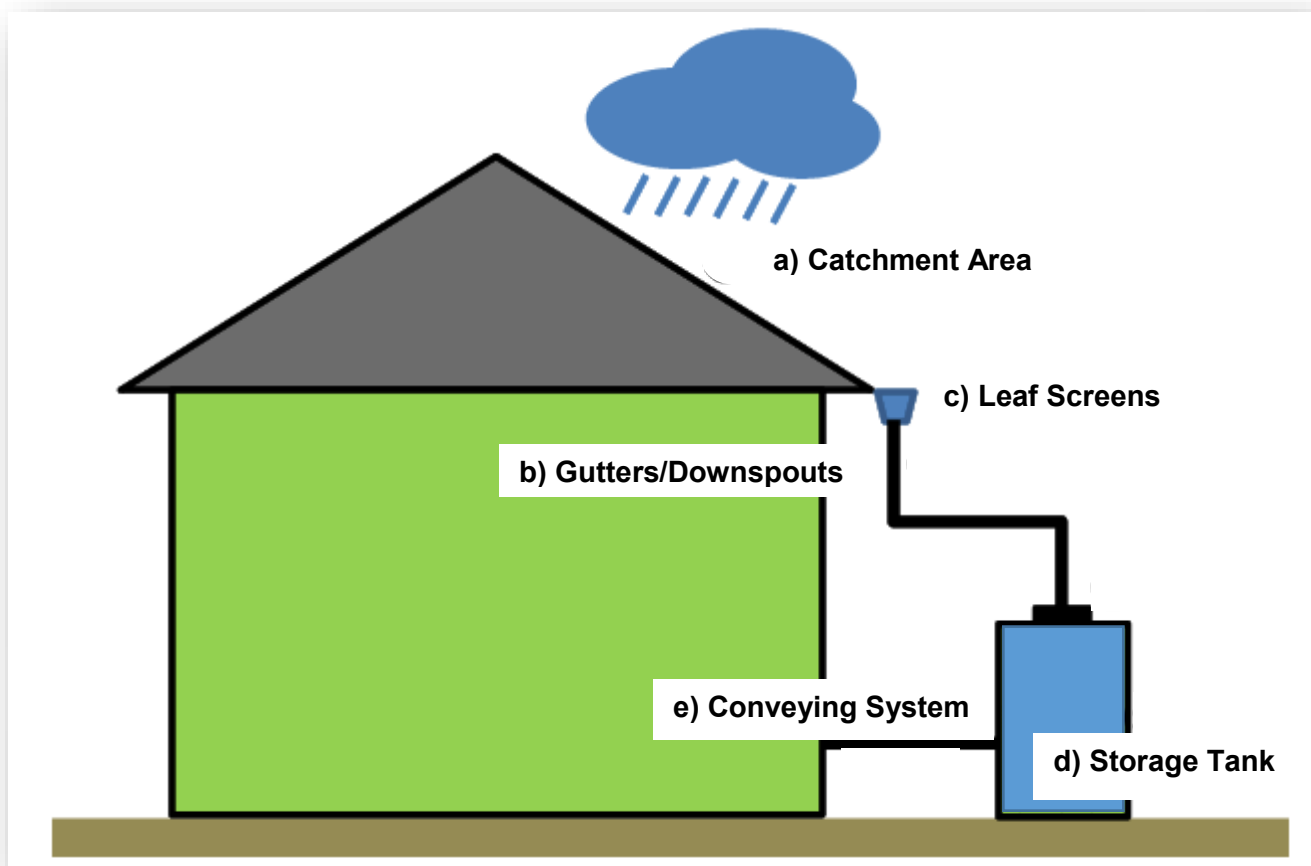 a) Catchment Area
c) Leaf Screens
b) Gutters/Downspouts
e) Conveying System
d) Storage Tank